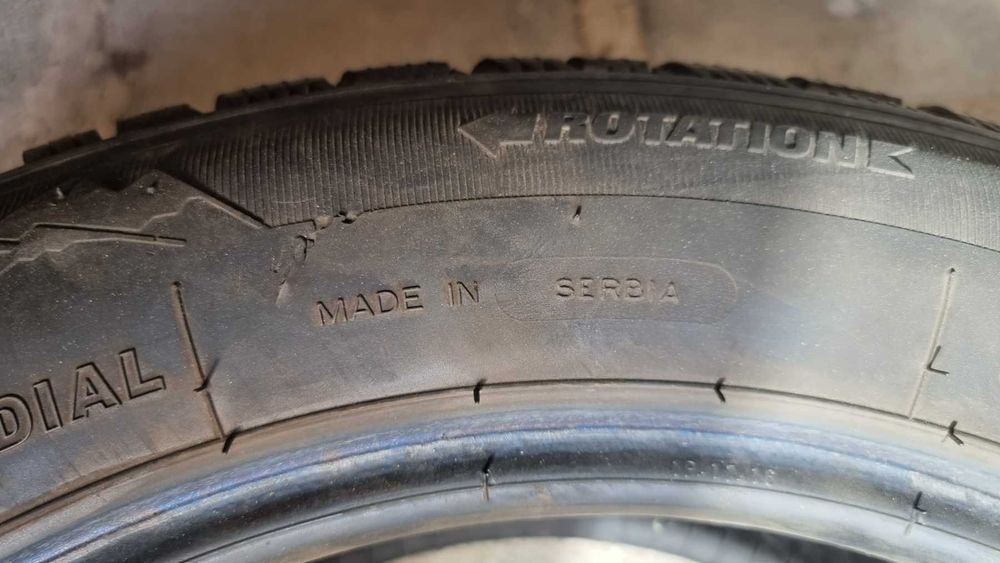 ROTATION
MADE IN SERBIA
DIAL